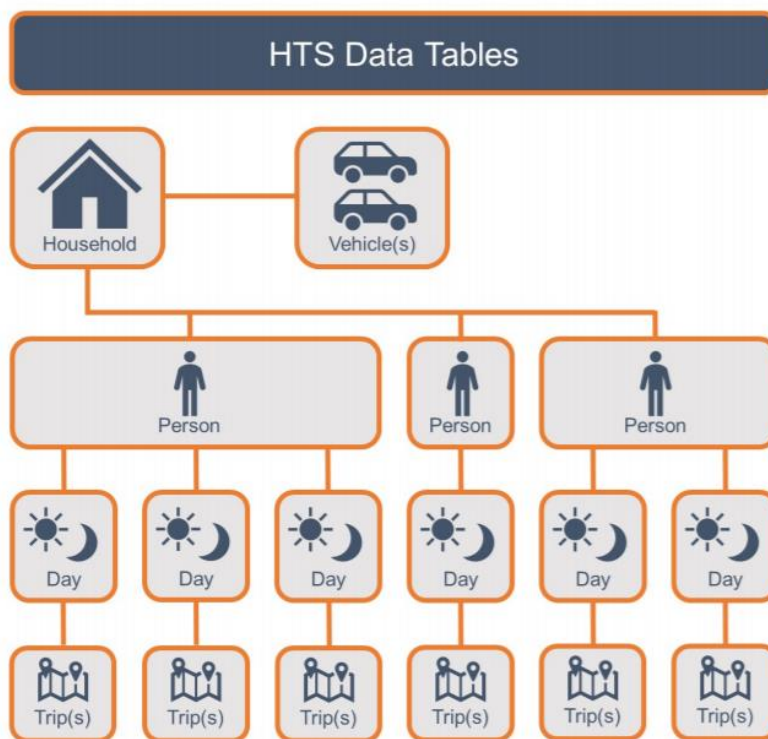 HTS Data Tables
Household
Vehicle(s)
Person
Person
Person
Day
Day
Day
Day
Day
Day
Trip(s)
Trip(s)
Trip(s)
Trip(s)
Trip(s)
Trip(s)